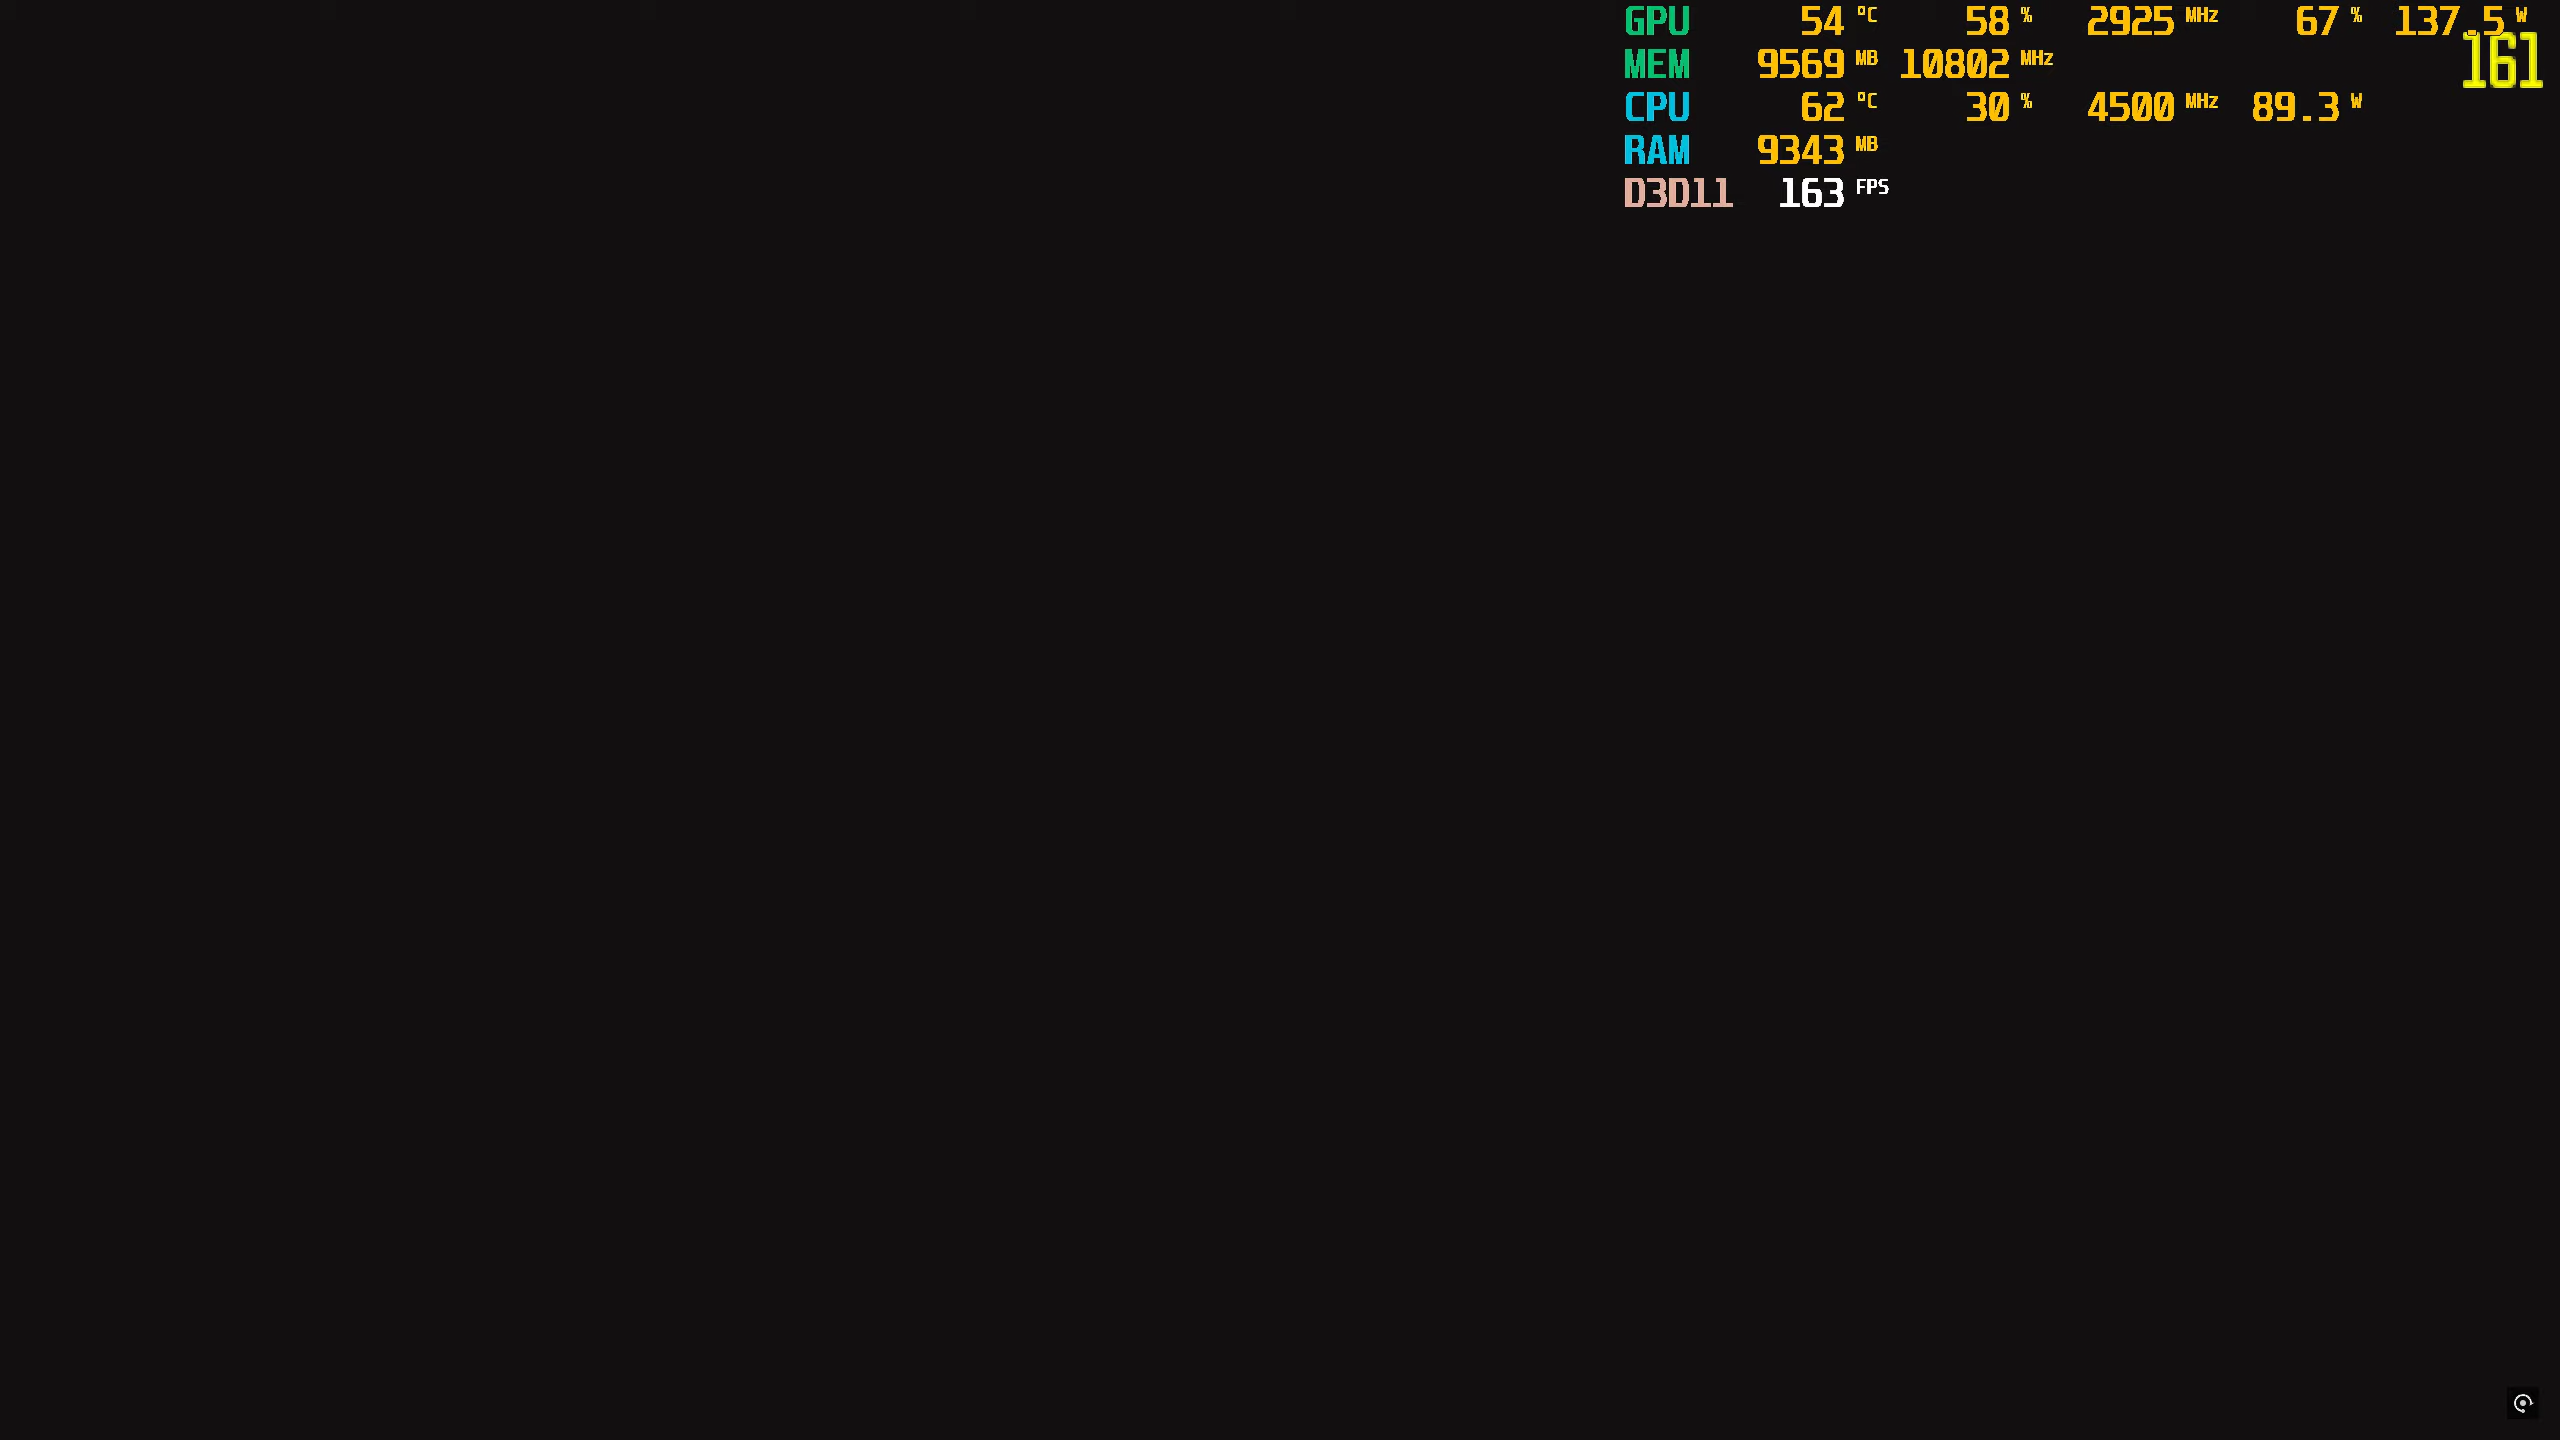 GPU 54 °C 58 % 2925 MHz 67 % 137.5 W
161
MEM 9569 MB 10802 MHz
CPU 62 °C 30 % 4500 MHz 89.3 W
RAM 9343 MB
D3D11 163 FPS